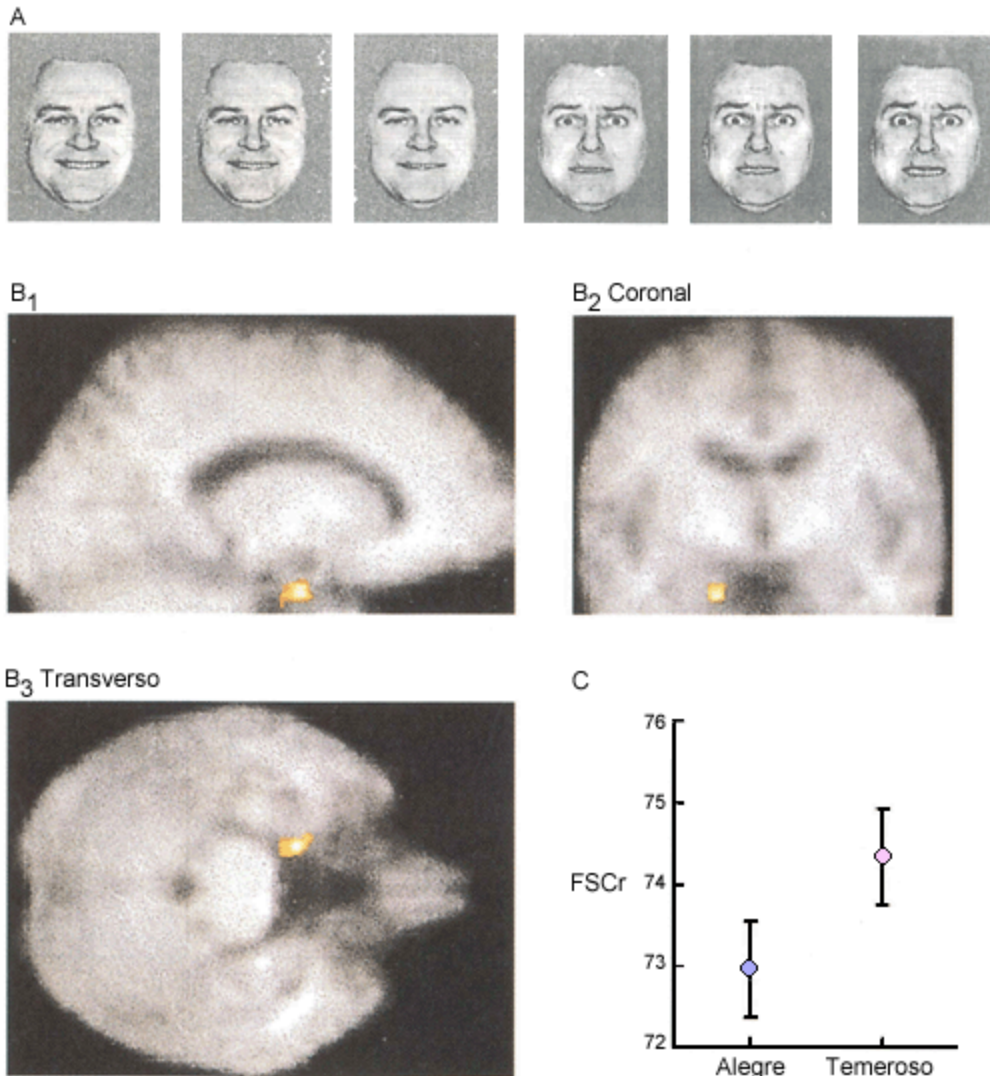 A
B1
B2 Coronal
B3 Transverso
C
76
75
FSCr
74
73
72
Alegre
Temeroso